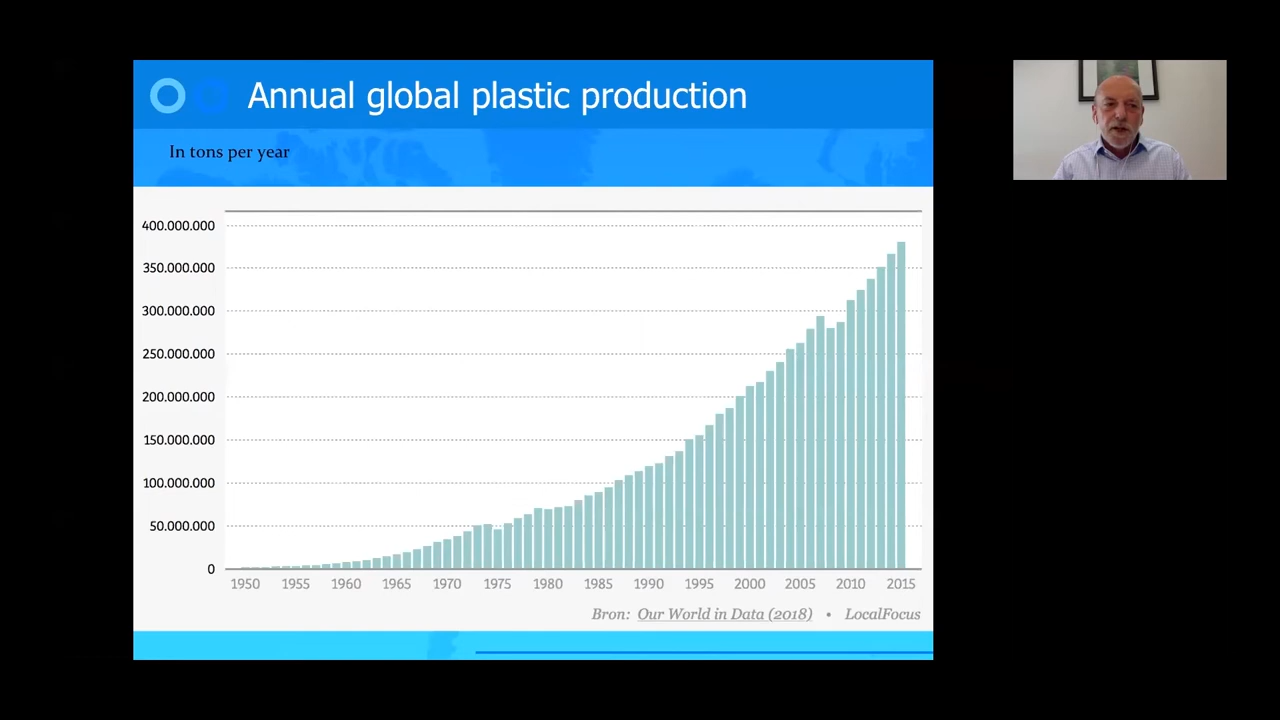 Annual global plastic production
In tons per year
400.000.000
350.000.000
300.000.000
250.000.000
200.000.000
150.000.000
100.000.000
50.000.000
0
1950 1955 1960 1965 1970 1975 1980 1985 1990 1995 2000 2005 2010 2015
Bron: Our World in Data (2018) • LocalFocus